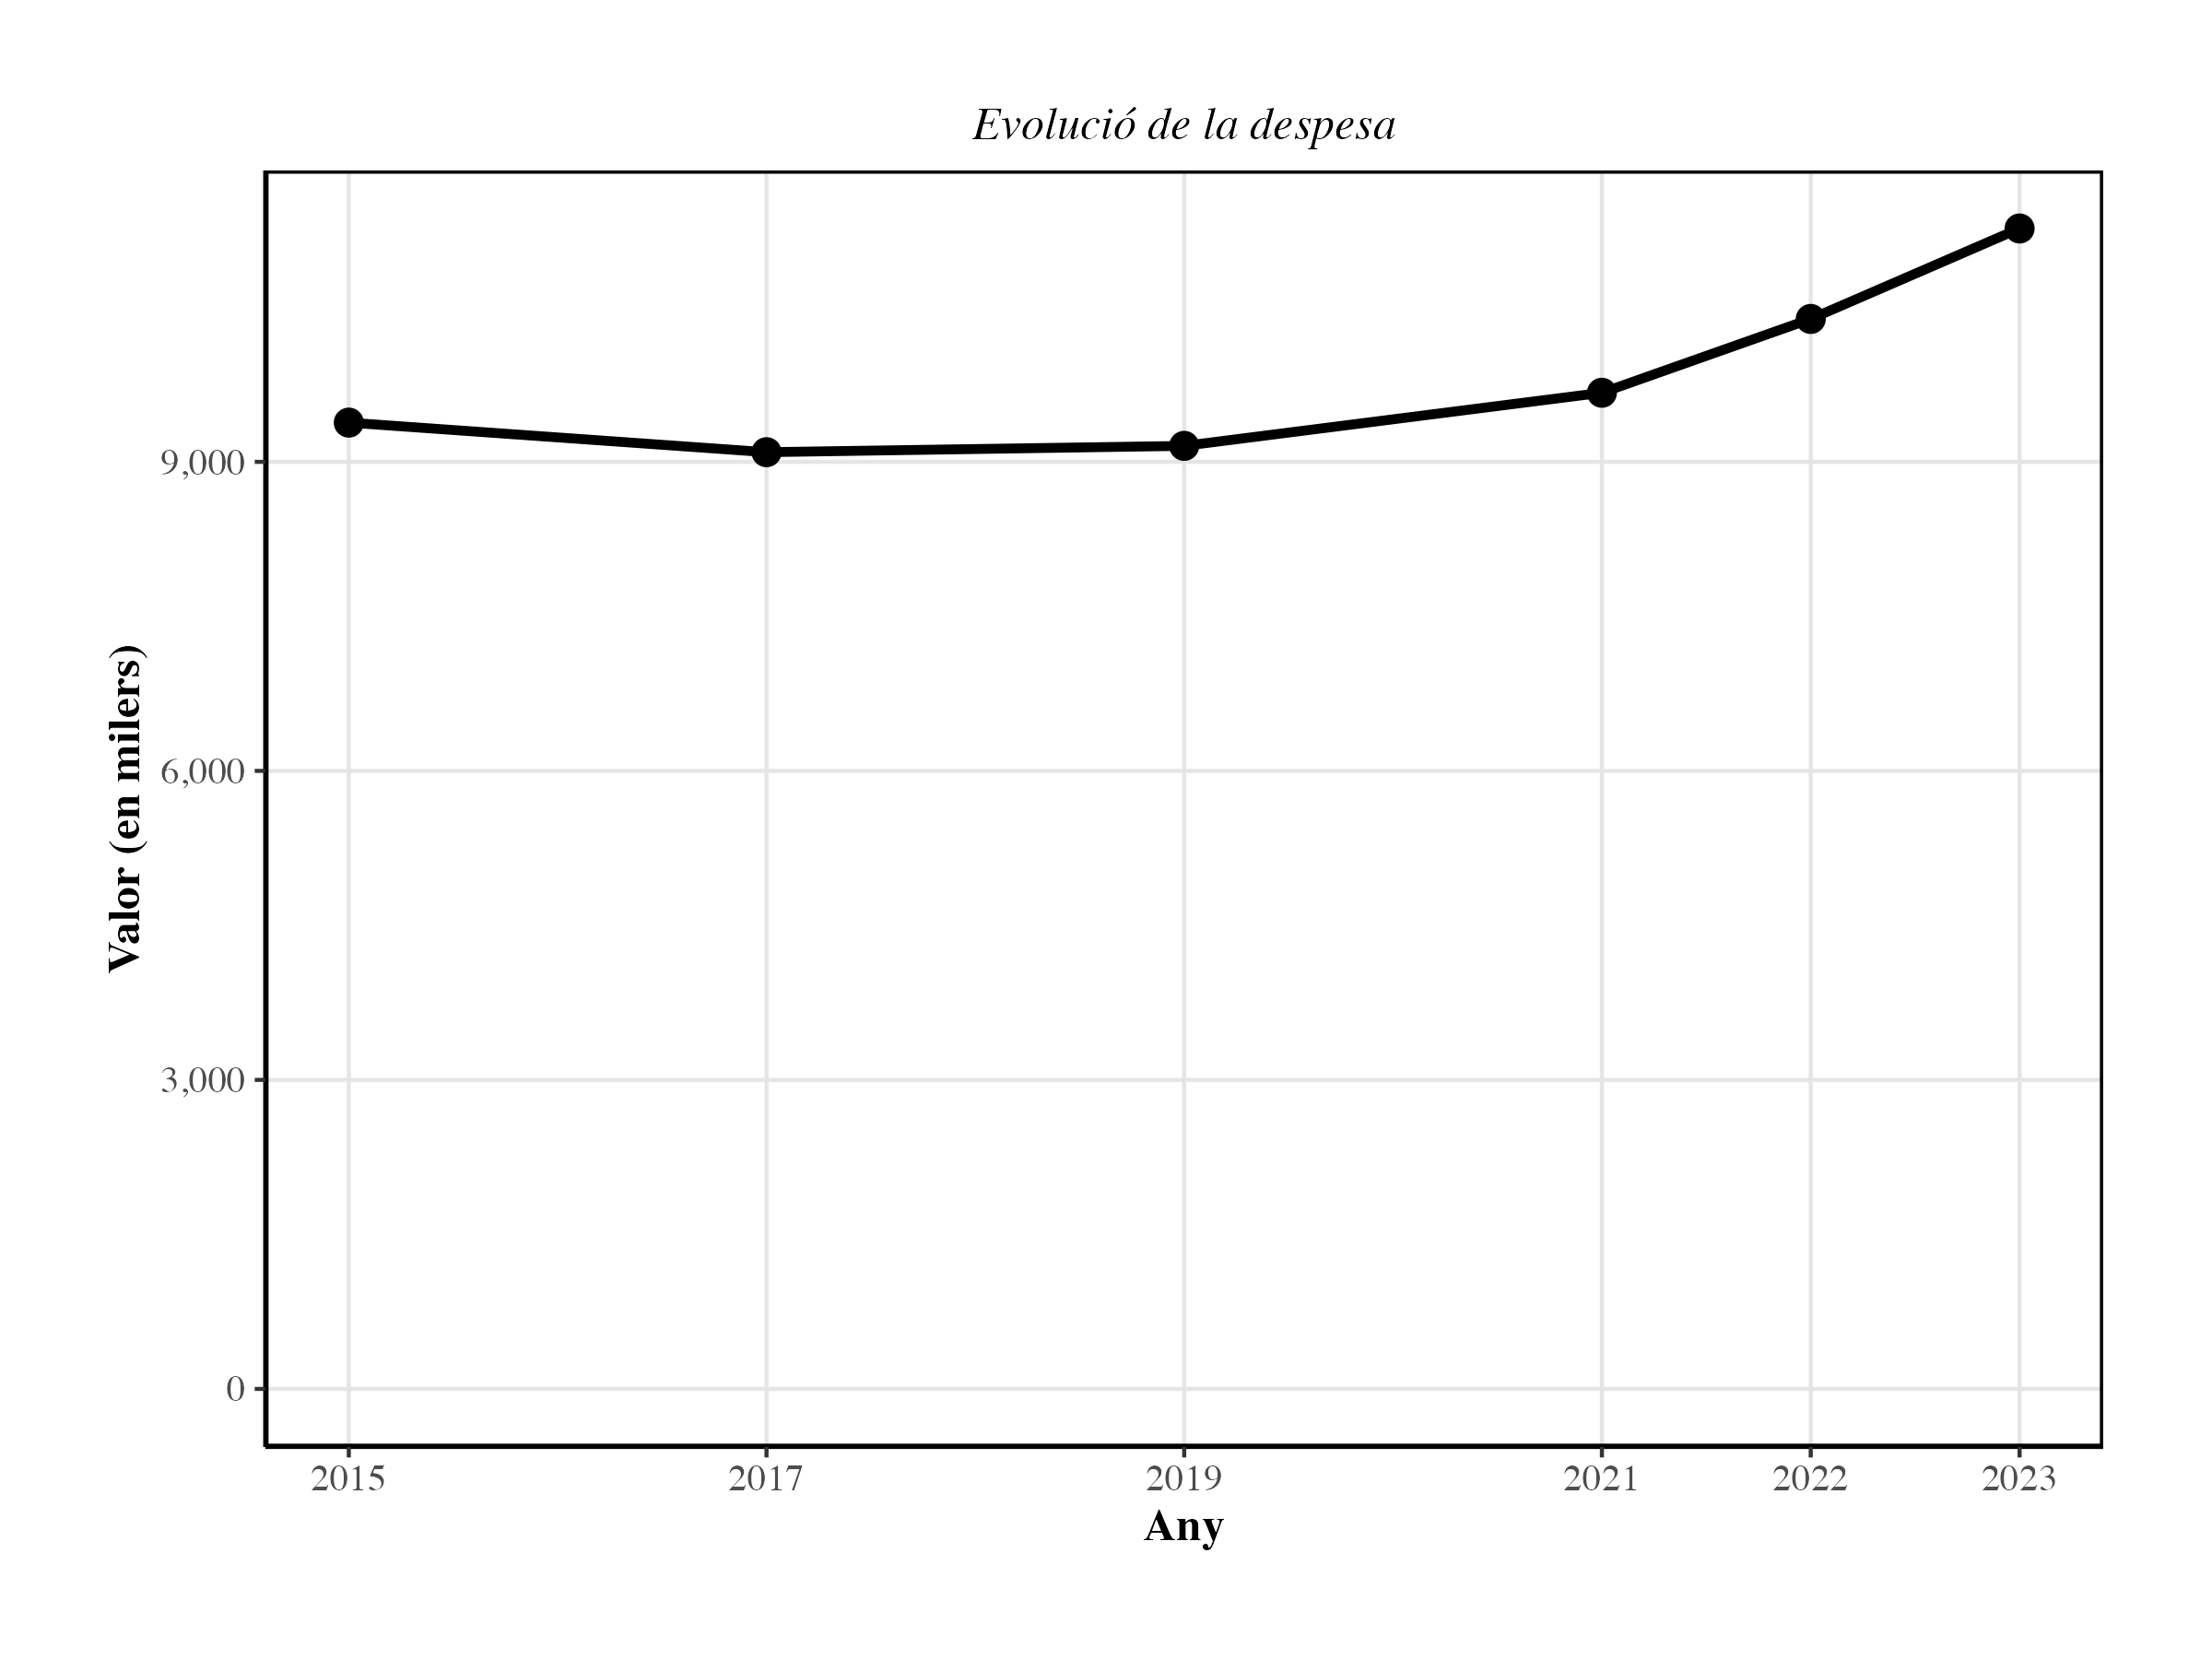 Evolució de la despesa
Valor (en milers)
9,000
6,000
3,000
0
2015 2017 2019 2021 2022 2023
Any